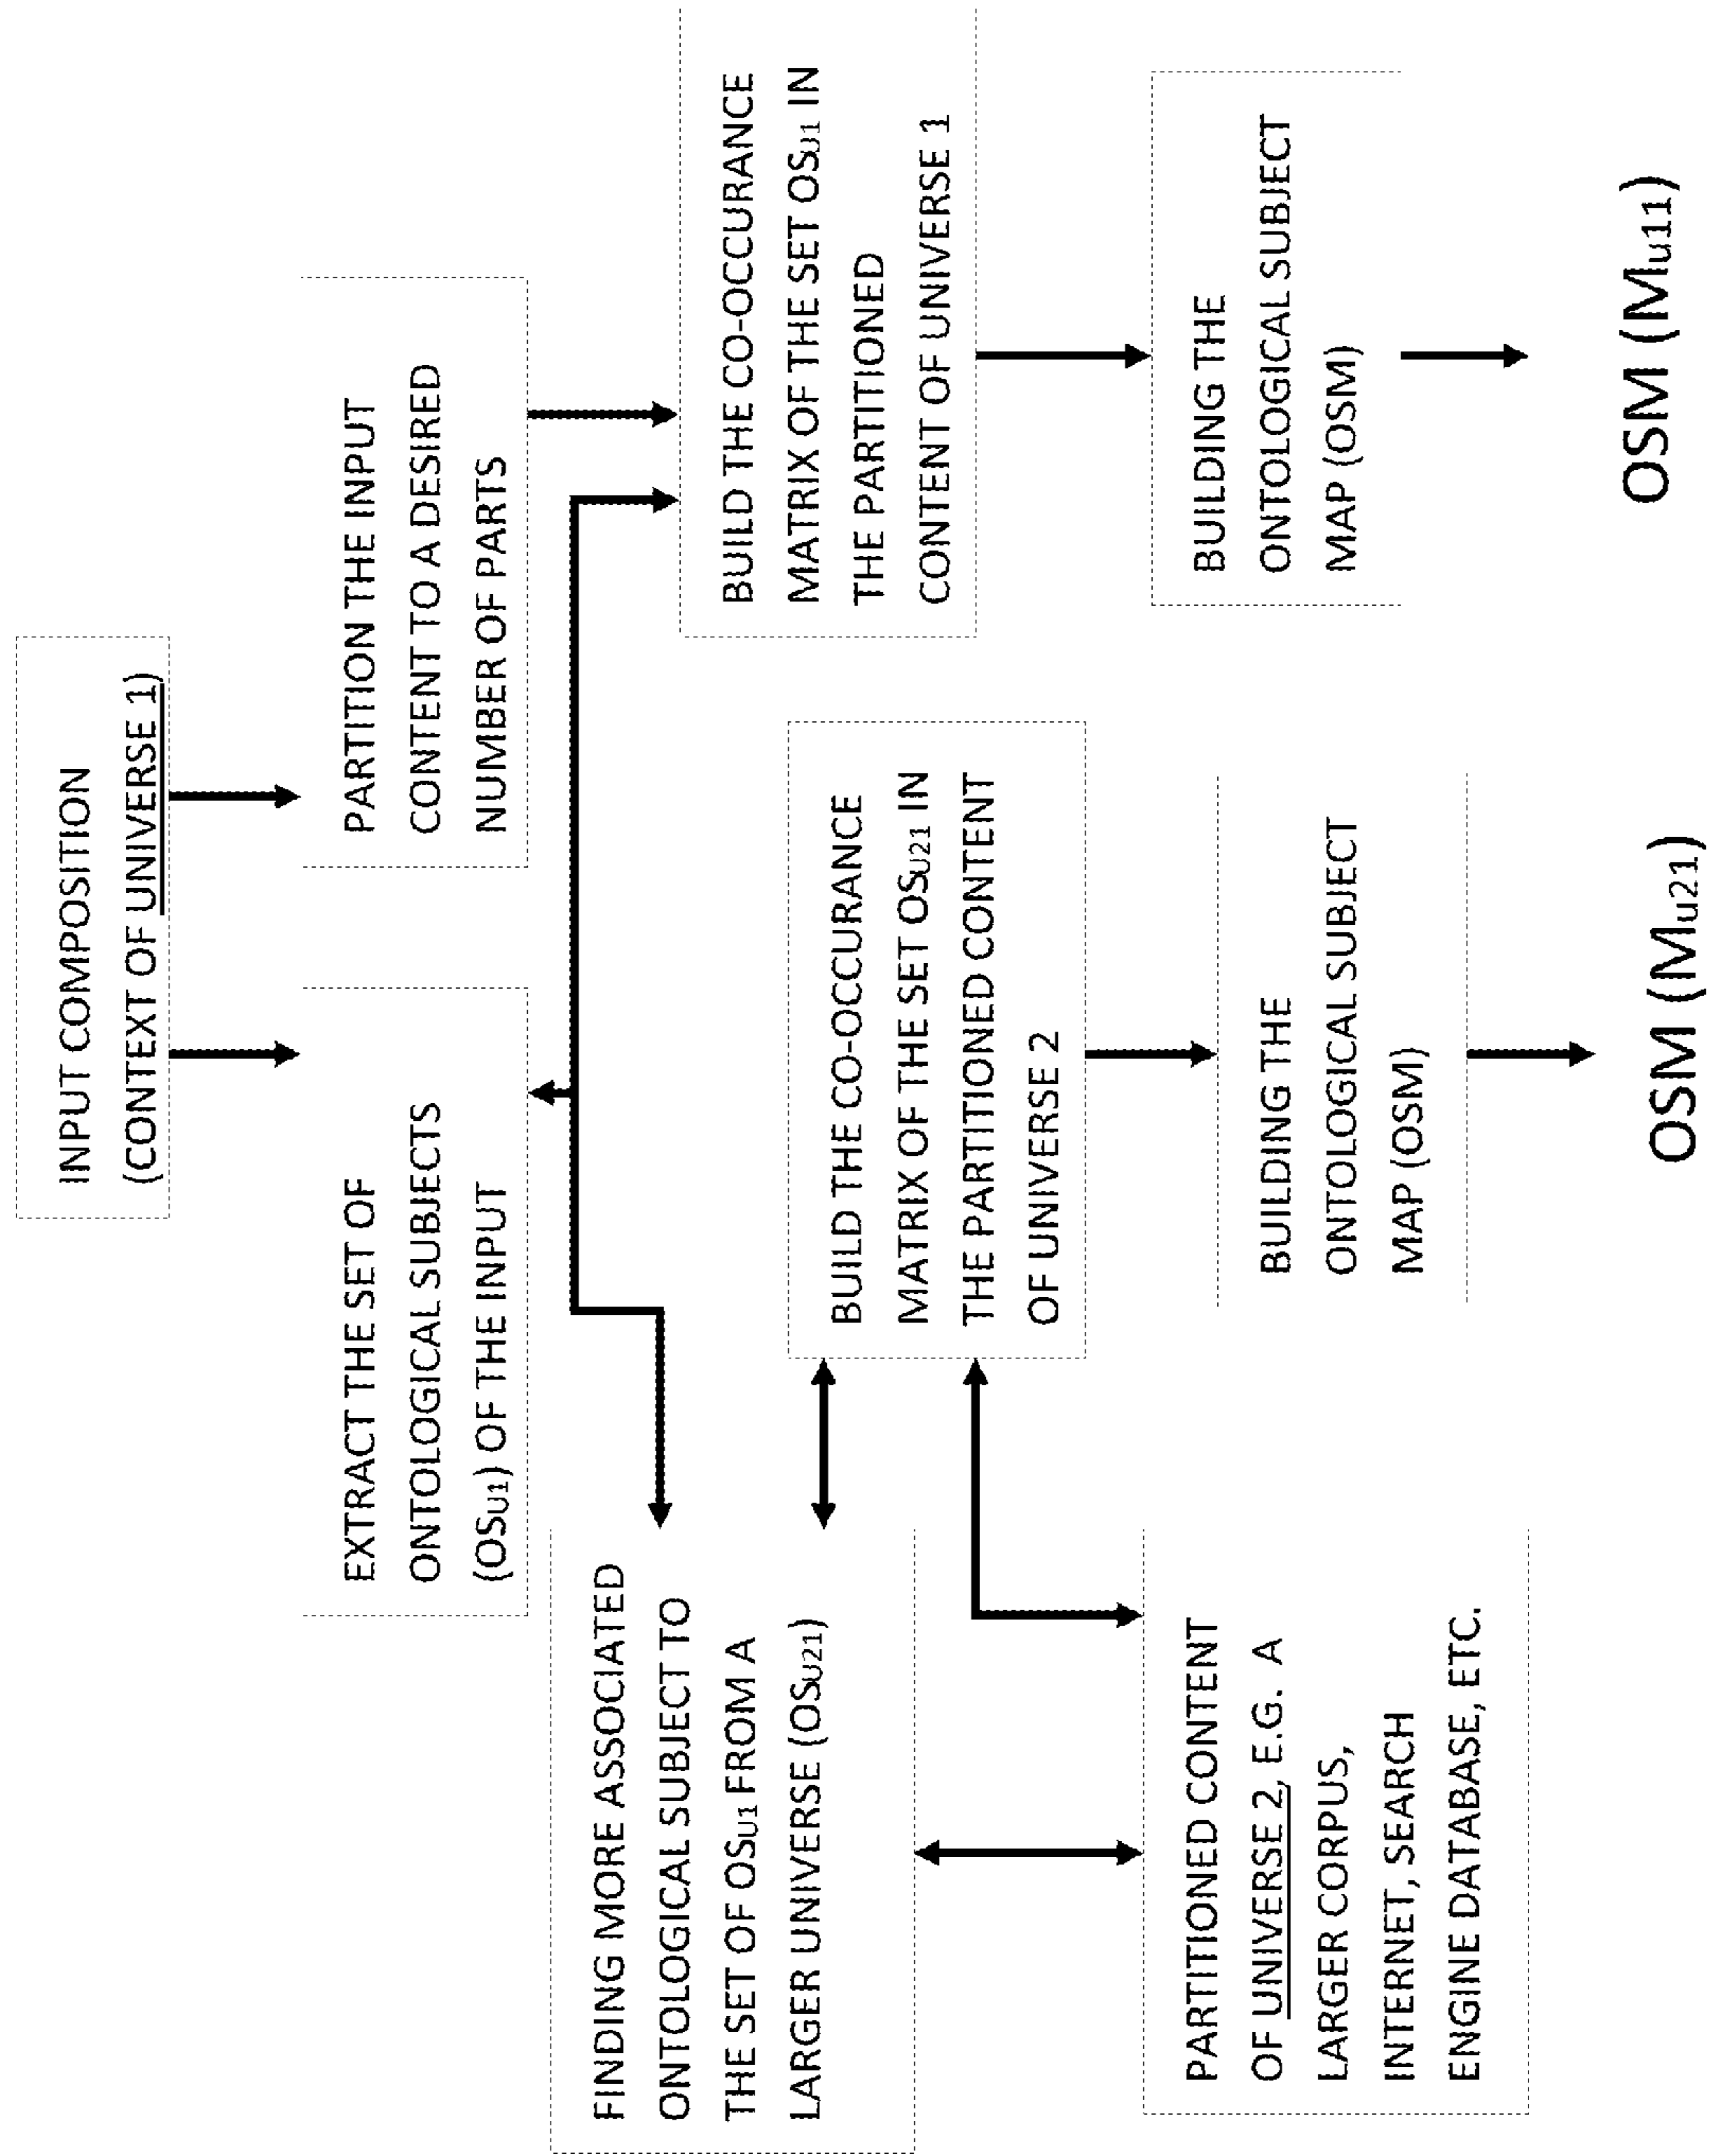 INPUT COMPOSITION
(CONTEXT OF UNIVERSE 1)
EXTRACT THE SET OF
ONTOLOGICAL SUBJECTS
(OSU1) OF THE INPUT
PARTITION THE INPUT
CONTENT TO A DESIRED
NUMBER OF PARTS
FINDING MORE ASSOCIATED
ONTOLOGICAL SUBJECT TO
THE SET OF OSU1 FROM A
LARGER UNIVERSE (OSU21)
BUILD THE CO-OCCURANCE
MATRIX OF THE SET OSU21 IN
THE PARTITIONED CONTENT
OF UNIVERSE 2
BUILD THE CO-OCCURANCE
MATRIX OF THE SET OSU1 IN
THE PARTITIONED
CONTENT OF UNIVERSE 1
PARTITIONED CONTENT
OF UNIVERSE 2, E.G. A
LARGER CORPUS,
INTERNET, SEARCH
ENGINE DATABASE, ETC.
BUILDING THE
ONTOLOGICAL SUBJECT
MAP (OSM)
BUILDING THE
ONTOLOGICAL SUBJECT
MAP (OSM)
OSM (Mu21)
OSM (Mu11)